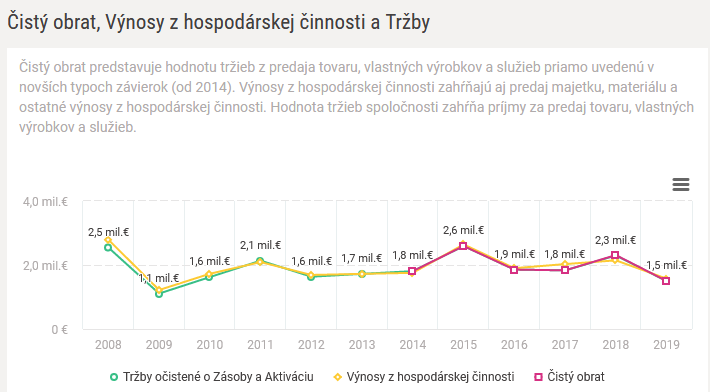 Čistý obrat, Výnosy z hospodárskej činnosti a Tržby
Čistý obrat predstavuje hodnotu tržieb z predaja tovaru, vlastných výrobkov a služieb priamo uvedenú v
novších typoch závierok (od 2014). Výnosy z hospodárskej činnosti zahŕňajú aj predaj majetku, materiálu a
ostatné výnosy z hospodárskej činnosti. Hodnota tržieb spoločnosti zahŕňa príjmy za predaj tovaru, vlastných
výrobkov a služieb.
4,0 mil.€
2,0 mil.€
0 €
2,5 mil.€
1,1 mil.€
1,6 mil.€
2,1 mil.€
1,6 mil.€
1,7 mil.€
1,8 mil.€
2,6 mil.€
1,9 mil.€
1,8 mil.€
2,3 mil.€
1,5 mil.€
2008 2009 2010 2011 2012 2013 2014 2015 2016 2017 2018 2019
Tržby očistené o Zásoby a Aktiváciu Výnosy z hospodárskej činnosti Čistý obrat